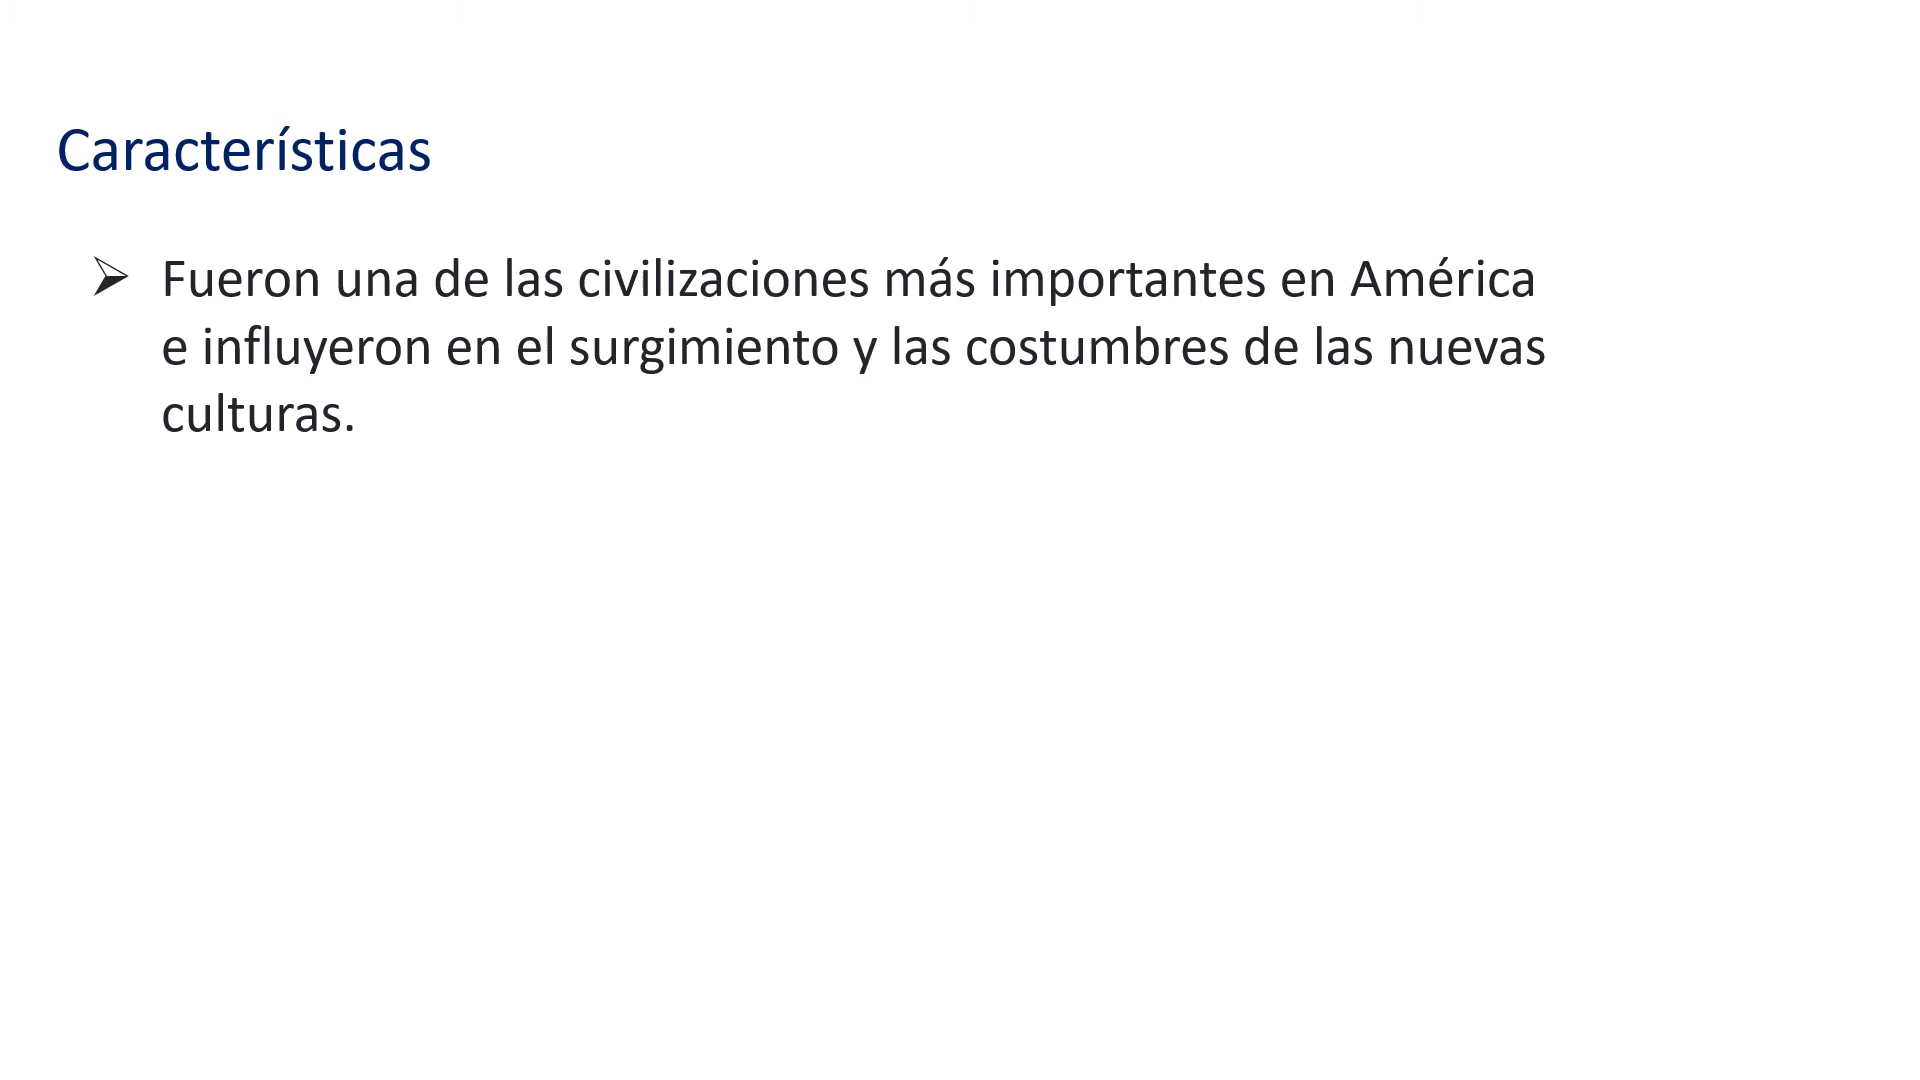 Características
➢ Fueron una de las civilizaciones más importantes en América
e influyeron en el surgimiento y las costumbres de las nuevas
culturas.